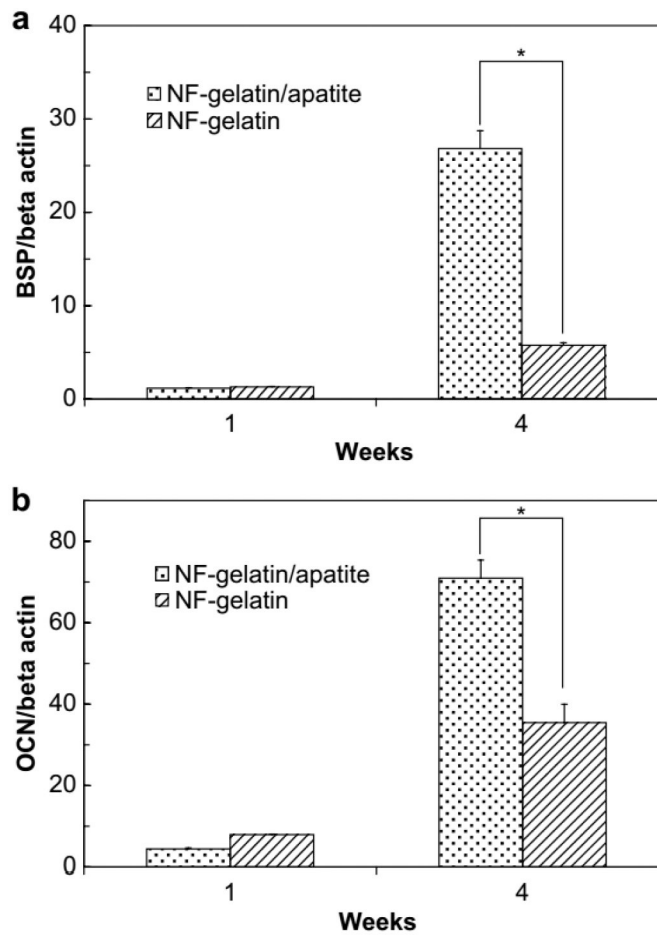 a
40
30
20
10
0
BSP/beta actin
NF-gelatin/apatite
NF-gelatin
*
1
4
Weeks
b
80
60
40
20
0
OCN/beta actin
NF-gelatin/apatite
NF-gelatin
*
1
4
Weeks